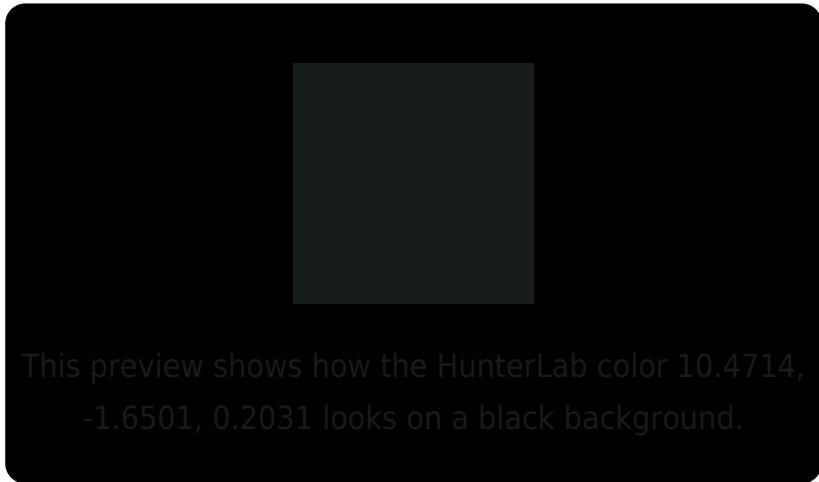 This preview shows how the HunterLab color 10.4714,
-1.6501, 0.2031 looks on a black background.